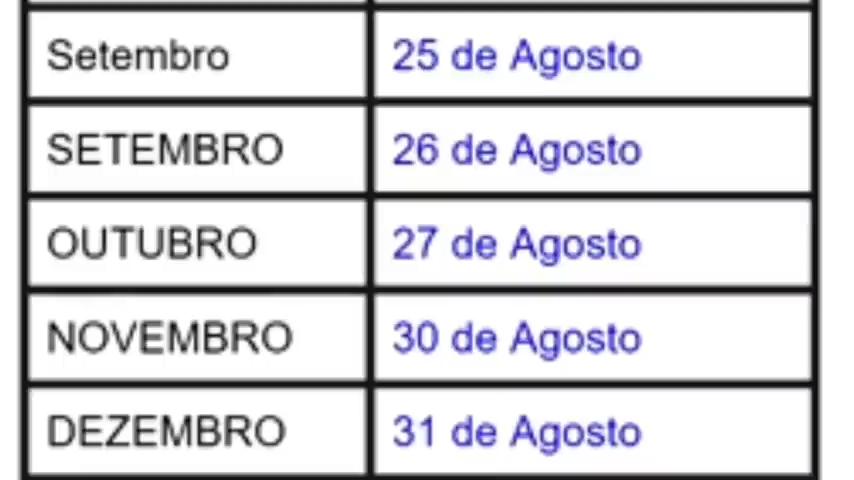 Setembro 25 de Agosto
SETEMBRO 26 de Agosto
OUTUBRO 27 de Agosto
NOVEMBRO 30 de Agosto
DEZEMBRO 31 de Agosto